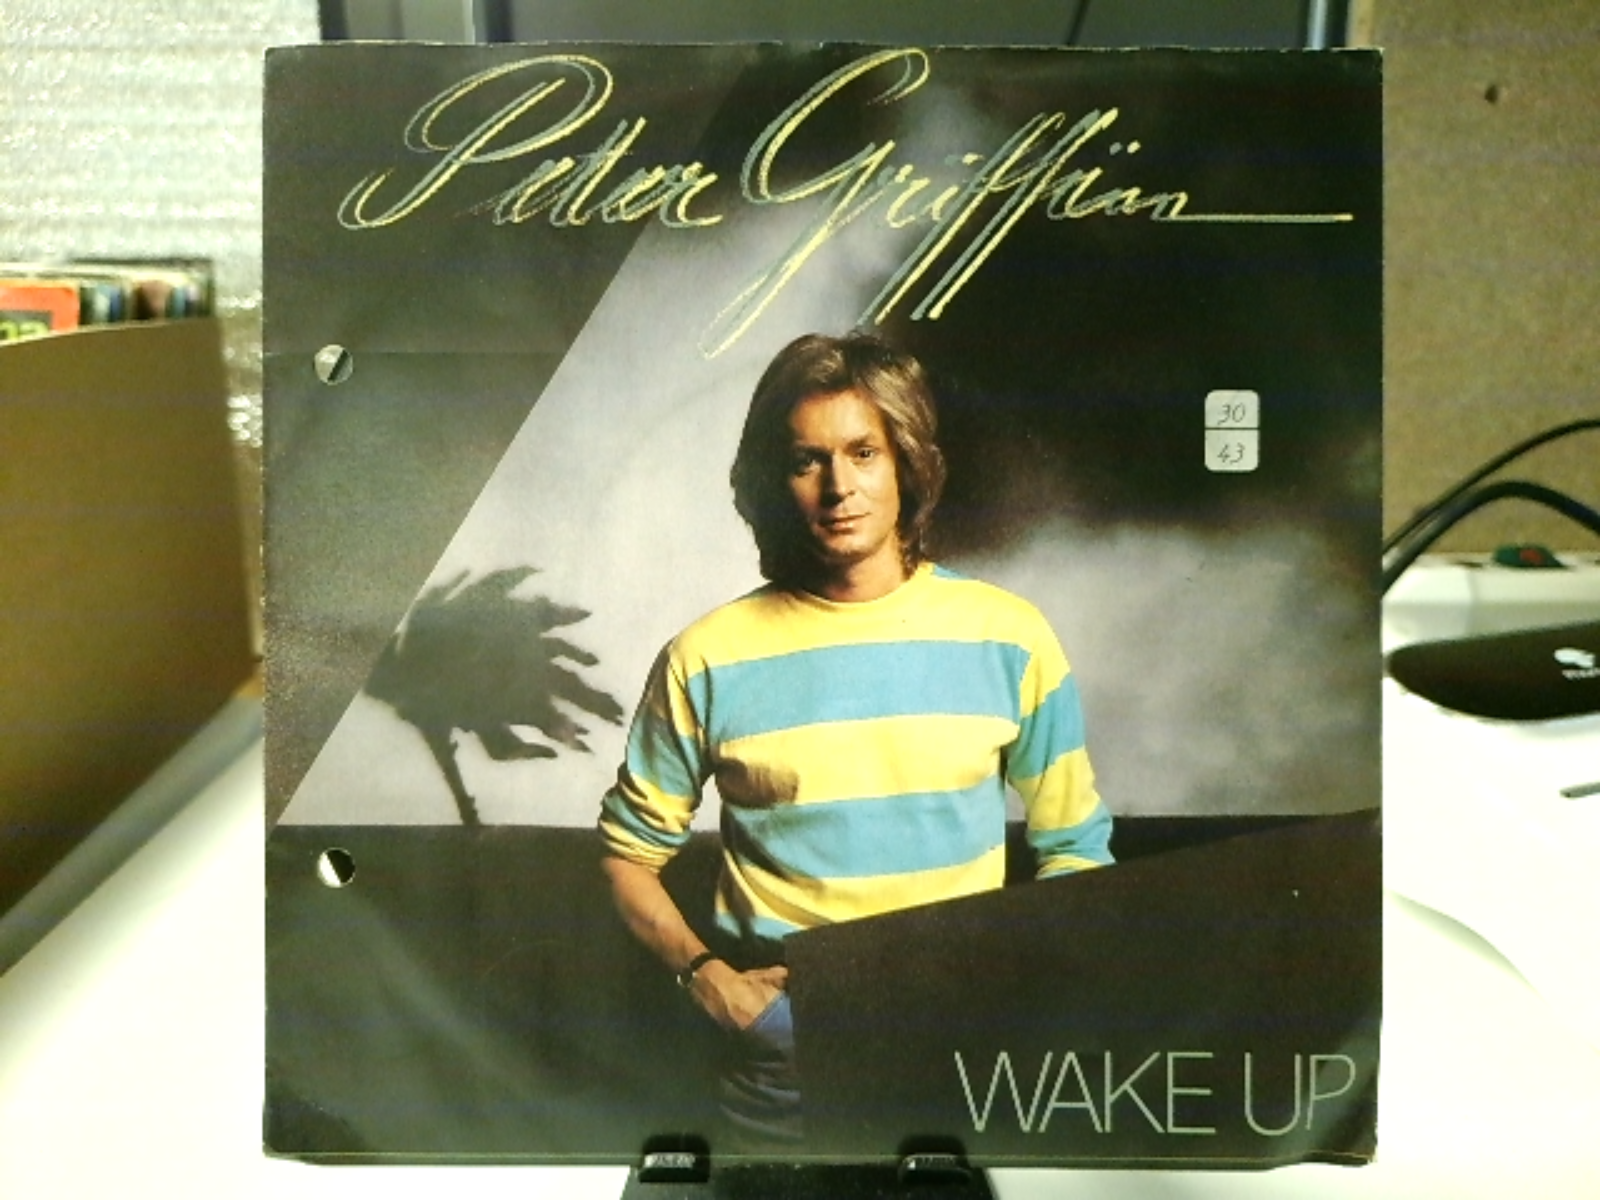 Peter Griffin
30
43
WAKE UP